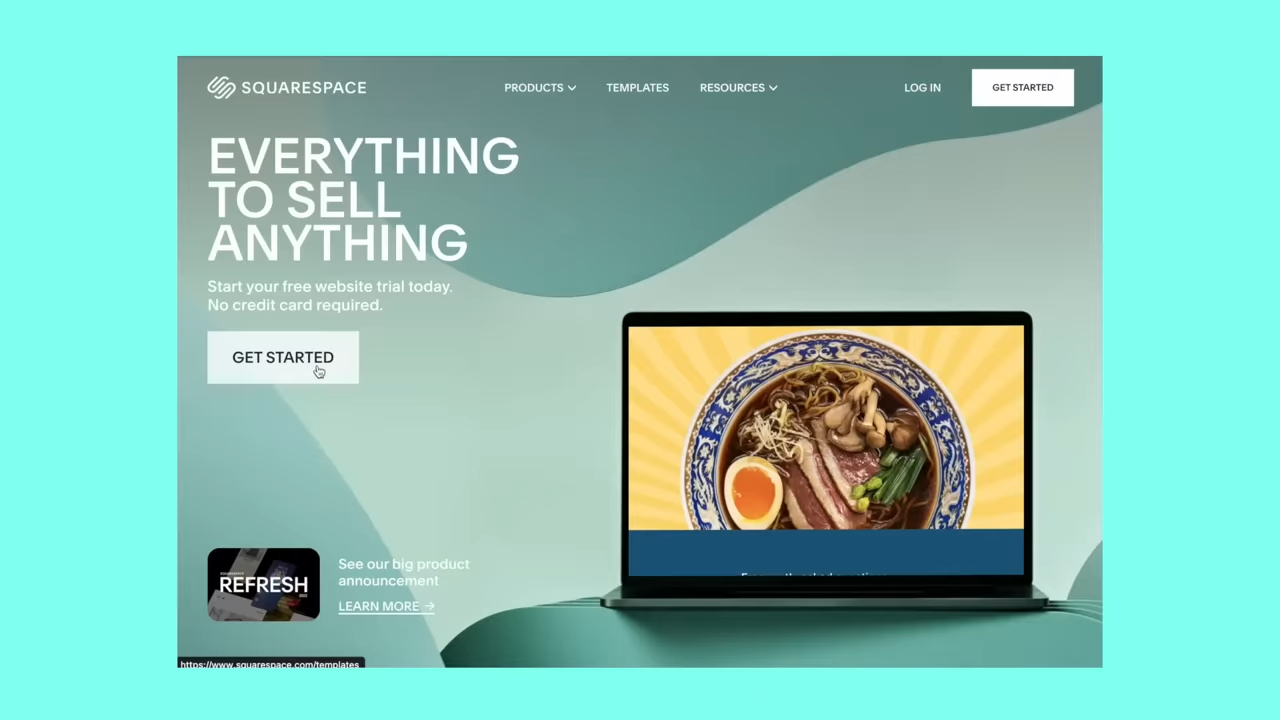 SQUARESPACE
PRODUCTS
TEMPLATES
RESOURCES
LOG IN
GET STARTED
EVERYTHING
TO SELL
ANYTHING
Start your free website trial today.
No credit card required.
GET STARTED
REFRESH
See our big product
announcement
LEARN MORE →
https://www.squarespace.com/templates